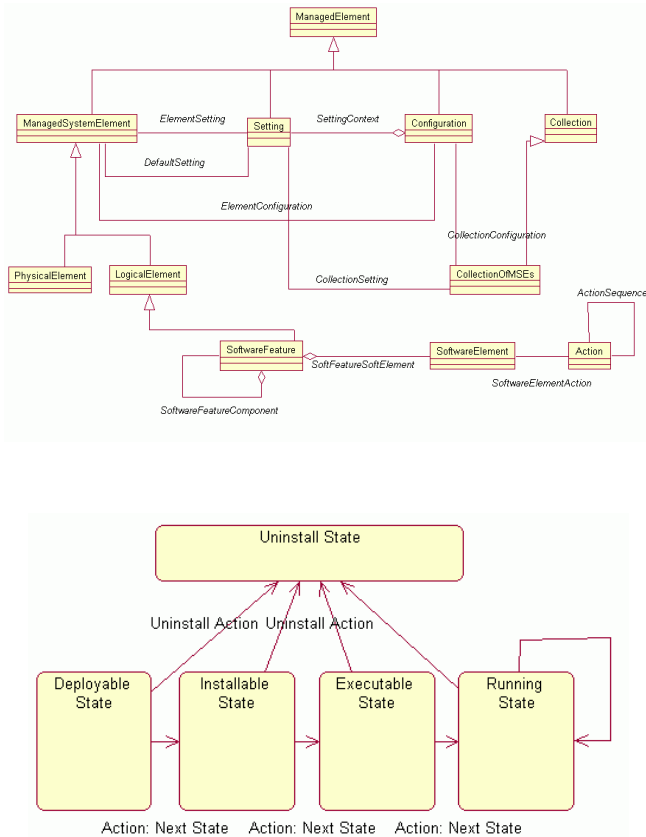 ManagedElement
ManagedSystemElement
ElementSetting
Setting
SettingContext
Configuration
Collection
DefaultSetting
ElementConfiguration
CollectionConfiguration
PhysicalElement
LogicalElement
CollectionSetting
CollectionOfMSEs
ActionSequence
SoftwareFeature
SoftFeatureSoftElement
SoftwareElement
Action
SoftwareElementAction
SoftwareFeatureComponent
Uninstall State
Uninstall Action
Uninstall Action
Deployable
State
Installable
State
Executable
State
Running
State
Action: Next State
Action: Next State
Action: Next State